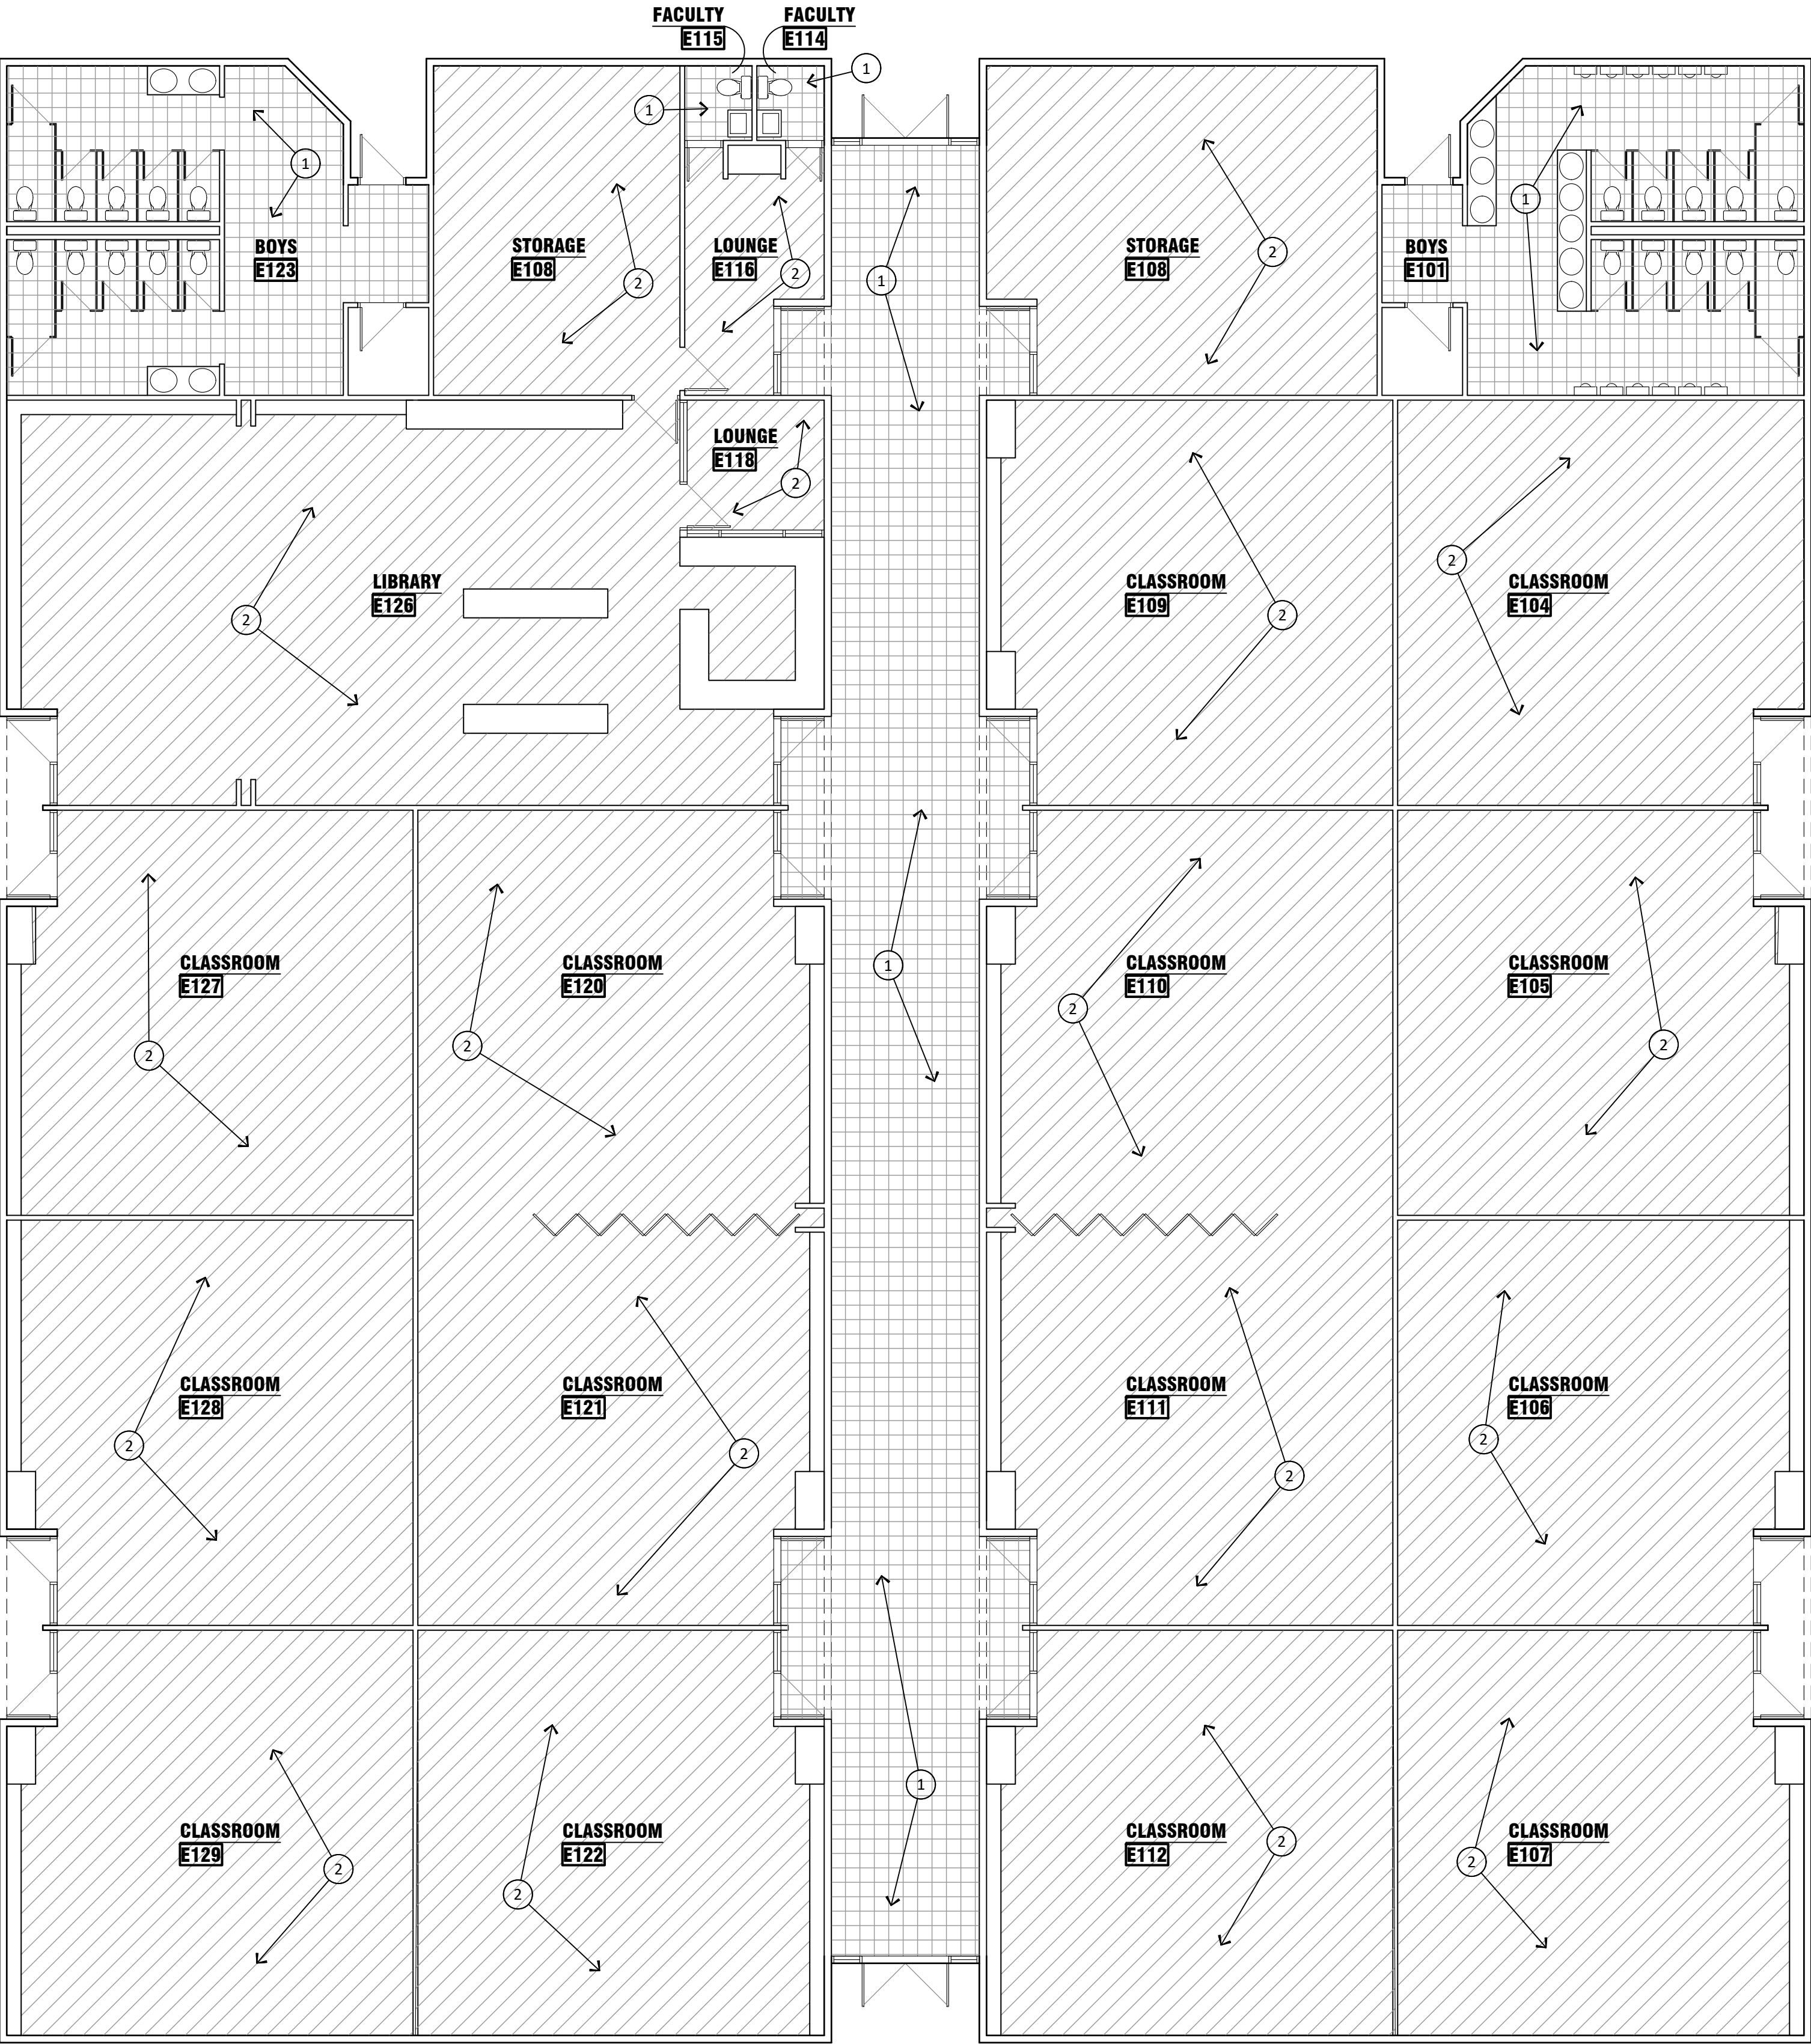 FACULTY
E115
FACULTY
E114
1
1
1
BOYS
E123
STORAGE
E108
2
LOUNGE
E116
2
1
STORAGE
E108
2
BOYS
E101
1
LOUNGE
E118
2
LIBRARY
E126
2
CLASSROOM
E109
2
CLASSROOM
E104
2
CLASSROOM
E127
2
CLASSROOM
E120
2
1
CLASSROOM
E110
2
CLASSROOM
E105
2
CLASSROOM
E128
2
CLASSROOM
E121
2
CLASSROOM
E111
2
CLASSROOM
E106
2
1
CLASSROOM
E129
2
CLASSROOM
E122
2
CLASSROOM
E112
2
CLASSROOM
E107
2